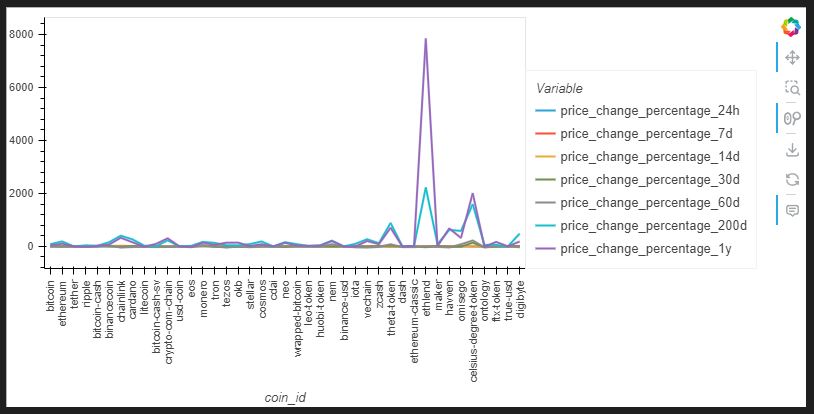 8000
6000
4000
2000
0
bitcoin
ethereum
tether
ripple
bitcoin-cash
binancecoin
chainlink
cardano
litecoin
bitcoin-cash-sv
crypto-com-chain
usd-coin
eos
monero
tron
tezos
okb
stellar
cosmos
cdai
neo
wrapped-bitcoin
leo-token
huobi-token
nem
binance-usd
iota
vechain
zcash
theta-token
dash
ethereum-classic
ethlend
maker
havven
omisego
celsius-degree-token
ontology
ftx-token
true-usd
digibyte
coin_id
Variable
price_change_percentage_24h
price_change_percentage_7d
price_change_percentage_14d
price_change_percentage_30d
price_change_percentage_60d
price_change_percentage_200d
price_change_percentage_1y